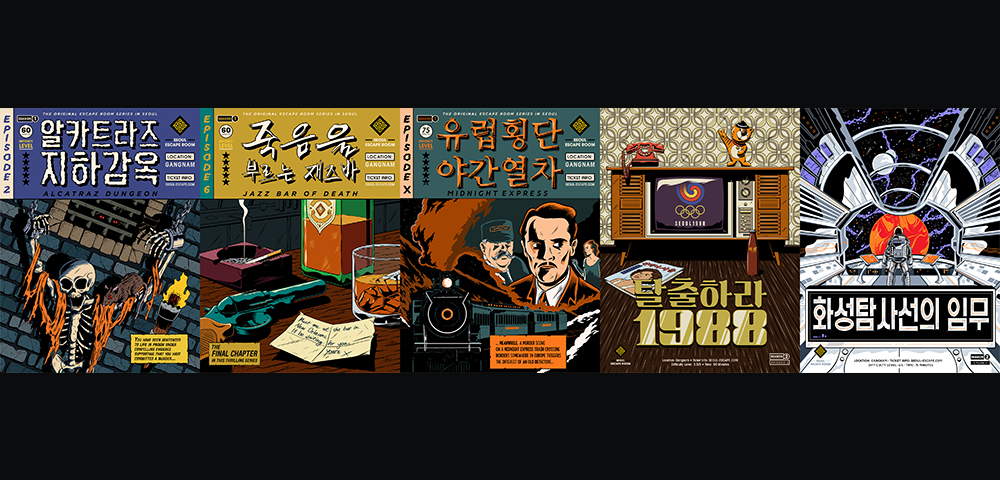 EPISODE 2
THE ORIGINAL ESCAPE ROOM SERIES IN SEOUL
SEASON 1
60
LEVEL
알카트라즈
지하감옥
SEOUL
ESCAPE ROOM
LOCATION
GANGNAM
TICKET INFO
SEOUL-ESCAPE.COM
ALCATRAZ DUNGEON
YOU HAVE BEEN SENTENCED
TO LIFE IN PRISON UNDER
COMPELLING EVIDENCE
SUPPORTING THAT YOU HAVE
COMMITTED A MURDER...
EPISODE 6
THE ORIGINAL ESCAPE ROOM SERIES IN SEOUL
SEASON 1
60
LEVEL
죽음을
부르는 재즈바
SEOUL
ESCAPE ROOM
LOCATION
GANGNAM
TICKET INFO
SEOUL-ESCAPE.COM
JAZZ BAR OF DEATH
THE
FINAL CHAPTER
IN THIS THRILLING SERIES
EPISODE X
THE ORIGINAL ESCAPE ROOM SERIES IN SEOUL
SEASON 1
75
LEVEL
유럽횡단
야간열차
SEOUL
ESCAPE ROOM
LOCATION
GANGNAM
TICKET INFO
SEOUL-ESCAPE.COM
MIDNIGHT EXPRESS
... MEANWHILE, A MURDER SCENE
ON A MIDNIGHT EXPRESS TRAIN CROSSING
BORDERS SOMEWHERE IN EUROPE TRIGGERS
THE INTEREST OF AN OLD DETECTIVE...
SEOUL 1988
탈출하라
1988
SEOUL
ESCAPE ROOM
화성탐사선의 임무
SEOUL
ESCAPE ROOM
LOCATION: GANGNAM • TICKET INFO: SEOUL-ESCAPE.COM